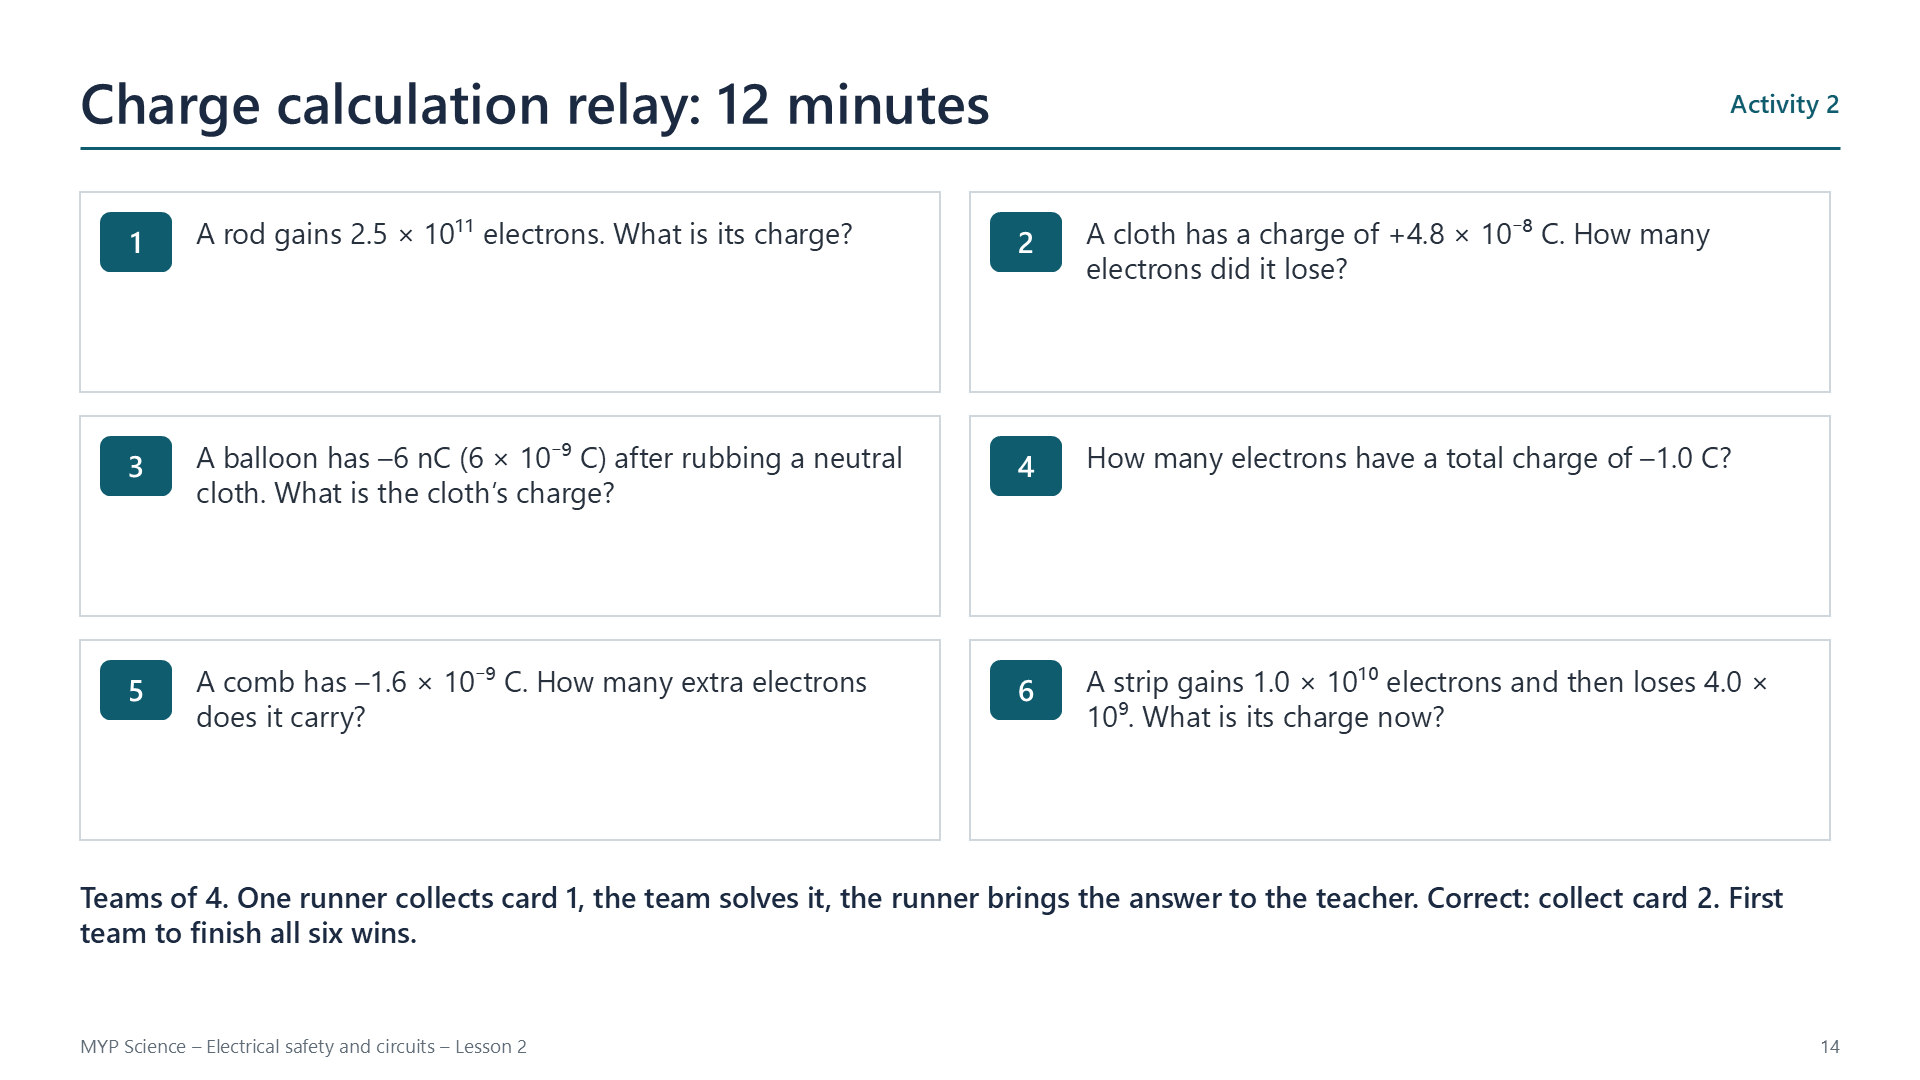 Charge calculation relay: 12 minutes
Activity 2
1
A rod gains 2.5 × 10¹¹ electrons. What is its charge?
2
A cloth has a charge of +4.8 × 10⁻⁸ C. How many
electrons did it lose?
3
A balloon has –6 nC (6 × 10⁻⁹ C) after rubbing a neutral
cloth. What is the cloth’s charge?
4
How many electrons have a total charge of –1.0 C?
5
A comb has –1.6 × 10⁻⁹ C. How many extra electrons
does it carry?
6
A strip gains 1.0 × 10¹⁰ electrons and then loses 4.0 ×
10⁹. What is its charge now?
Teams of 4. One runner collects card 1, the team solves it, the runner brings the answer to the teacher. Correct: collect card 2. First
team to finish all six wins.
MYP Science – Electrical safety and circuits – Lesson 2
14